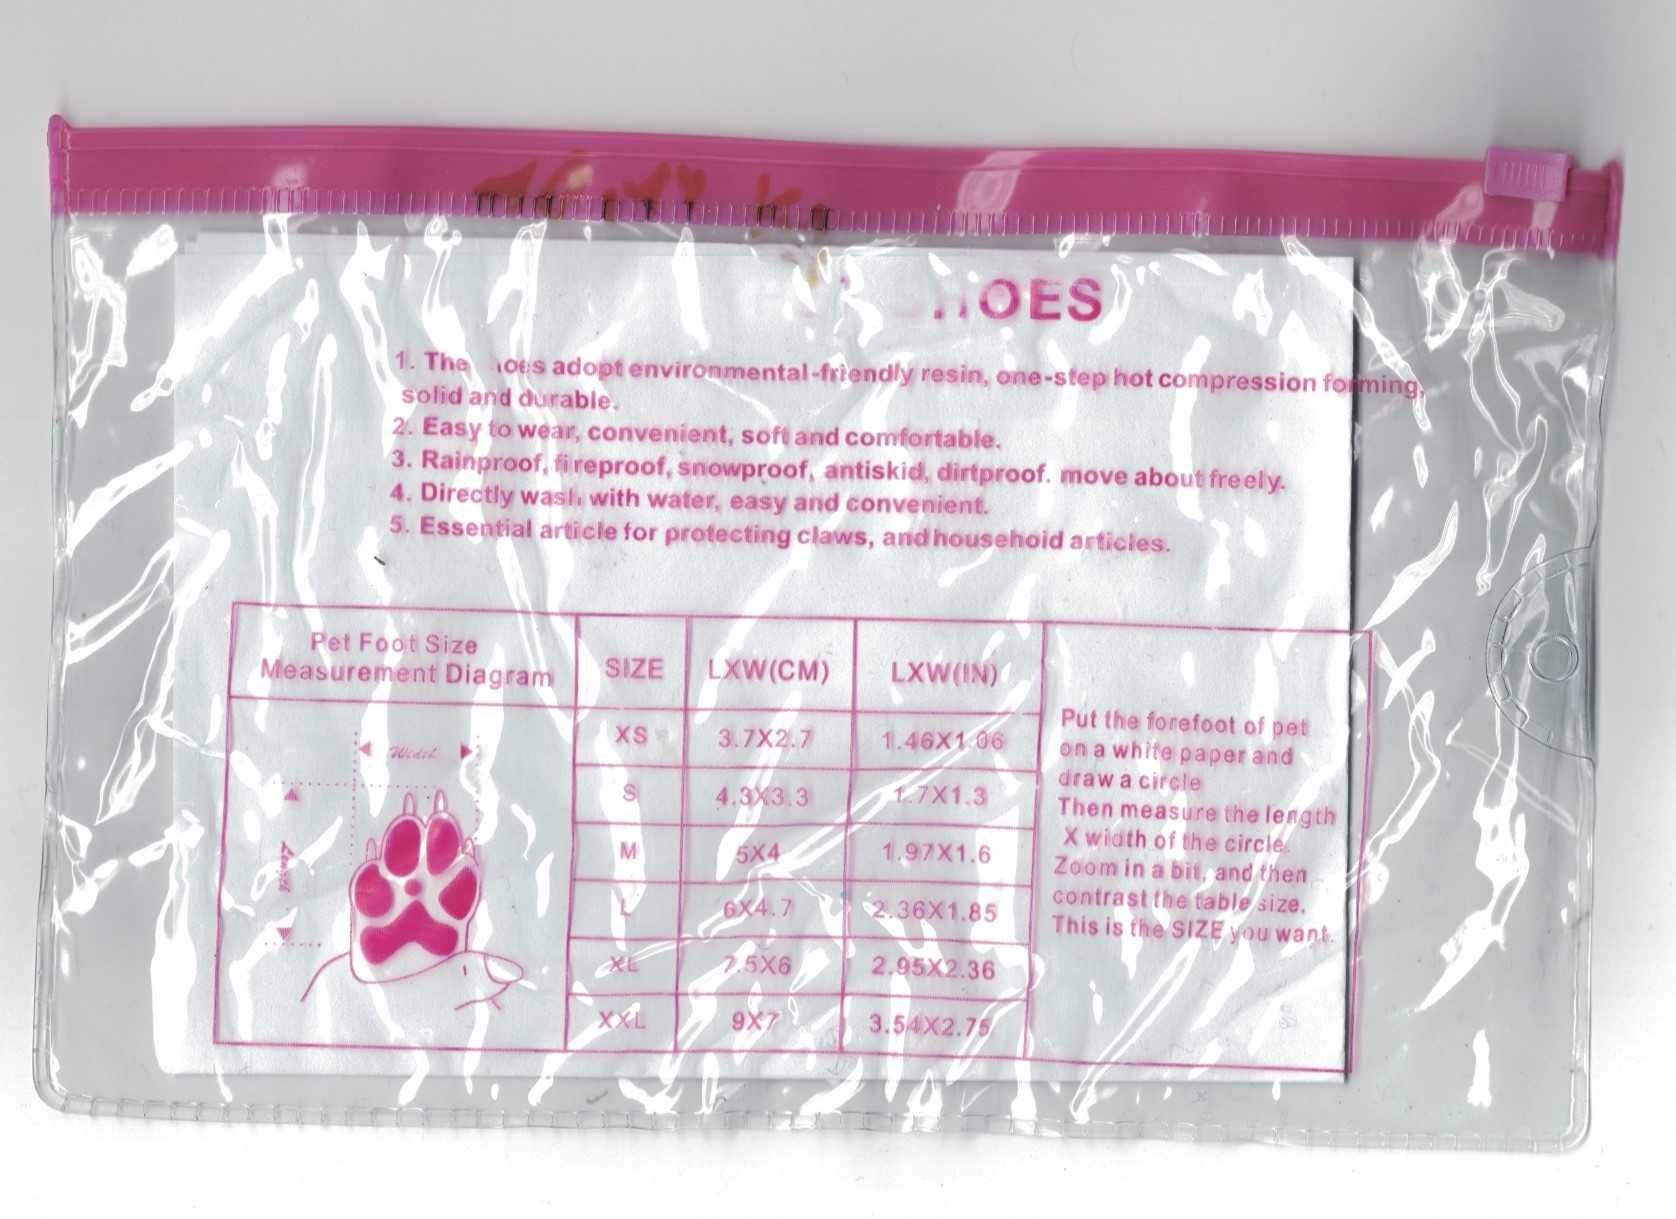 PET SHOES
1. The shoes adopt environmental-friendly resin, one-step hot compression forming,
solid and durable.
2. Easy to wear, convenient, soft and comfortable.
3. Rainproof, fireproof, snowproof, antiskid, dirtproof. move about freely.
4. Directly wash with water, easy and convenient.
5. Essential article for protecting claws, and househoid articles.
Pet Foot Size
Measurement Diagram
SIZE LXW(CM) LXW(IN)
XS 3.7X2.7 1.46X1.06
S 4.3X3.3 1.7X1.3
M 5X4 1.97X1.6
L 6X4.7 2.36X1.85
XL 7.5X6 2.95X2.36
XXL 9X7 3.54X2.75
Width
Put the forefoot of pet
on a white paper and
draw a circle
Then measure the length
X width of the circle.
Zoom in a bit, and then
contrast the table size.
This is the SIZE you want.